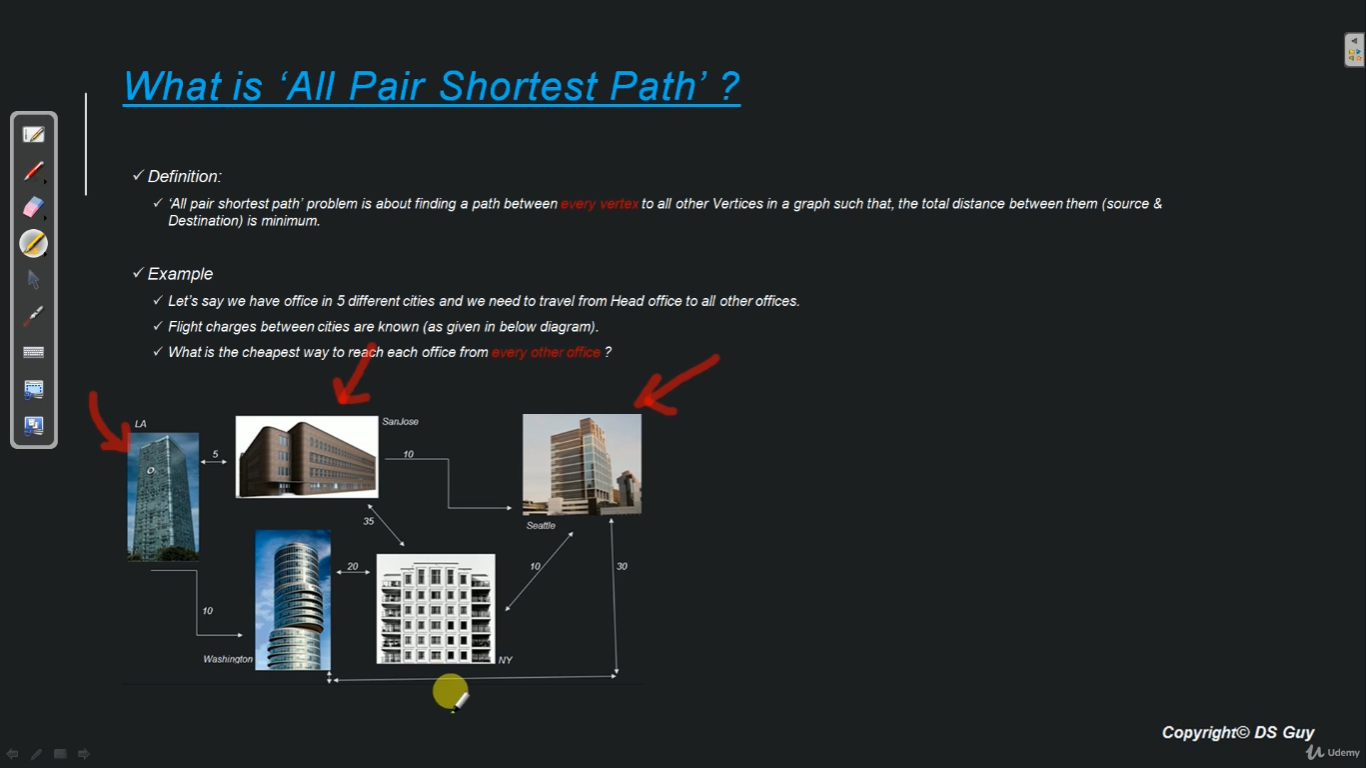 What is ‘All Pair Shortest Path’ ?
Definition:
‘All pair shortest path’ problem is about finding a path between every vertex to all other Vertices in a graph such that, the total distance between them (source &
Destination) is minimum.
Example
Let’s say we have office in 5 different cities and we need to travel from Head office to all other offices.
Flight charges between cities are known (as given in below diagram).
What is the cheapest way to reach each office from every other office ?
LA
SanJose
5
10
35
Seattle
20
10
30
10
Washington
NY
Copyright© DS Guy
Udemy